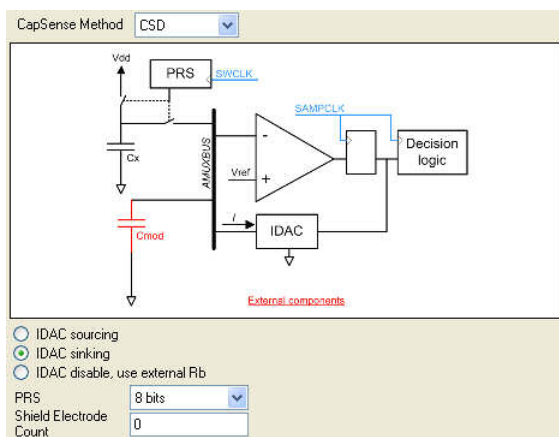 CapSense Method CSD
Vdd
PRS
SWCLK
SAMPCLK
Cx
AMUXBUS
-
Vref
+
Decision
logic
I
IDAC
Cmod
External components
IDAC sourcing
IDAC sinking
IDAC disable, use external Rb
PRS 8 bits
Shield Electrode
Count 0